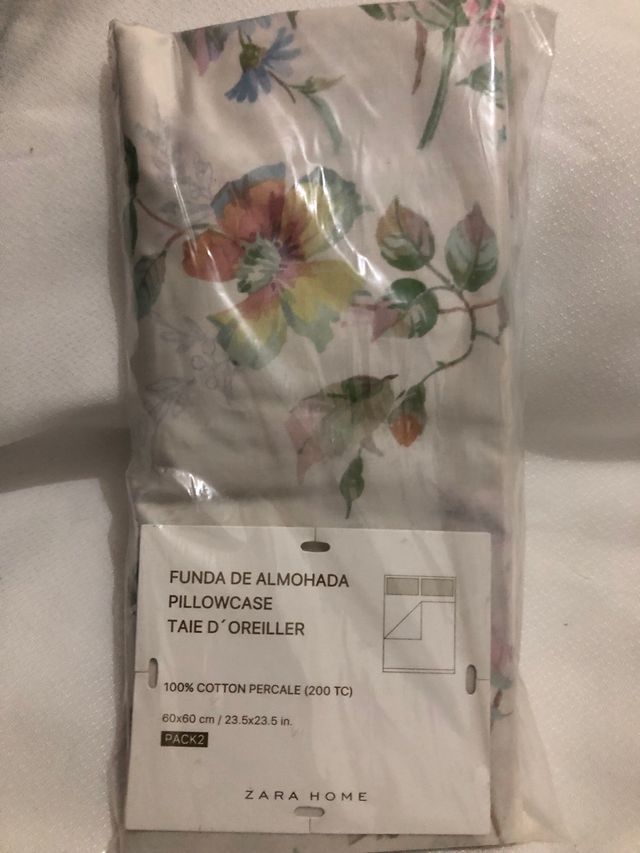 FUNDA DE ALMOHADA
PILLOWCASE
TAIE D´OREILLER
100% COTTON PERCALE (200 TC)
60x60 cm / 23.5x23.5 in.
PACK2
ZARA HOME